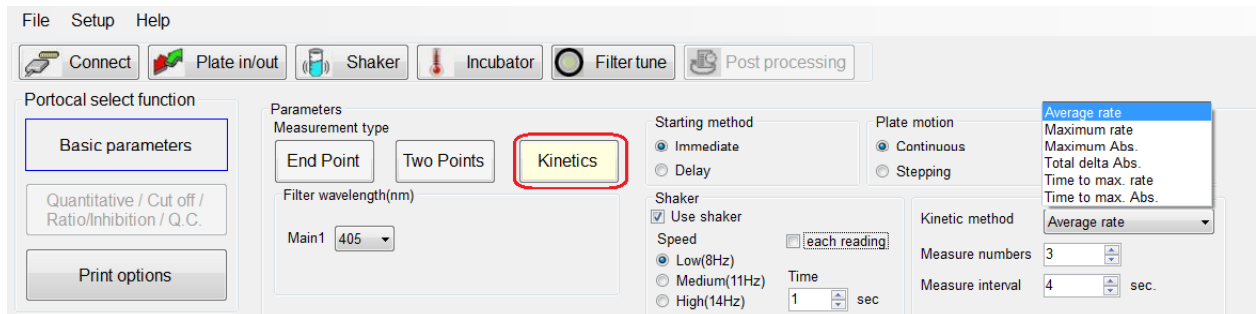 File Setup Help
Connect Plate in/out Shaker Incubator Filter tune Post processing
Portocal select function
Basic parameters
Quantitative / Cut off /
Ratio/Inhibition / Q.C.
Print options
Parameters
Measurement type
End Point Two Points Kinetics
Filter wavelength(nm)
Main1 405
Starting method
Immediate
Delay
Plate motion
Continuous
Stepping
Shaker
Use shaker
Speed
each reading
Low(8Hz)
Medium(11Hz)
High(14Hz)
Time
1 sec
Average rate
Maximum rate
Maximum Abs.
Total delta Abs.
Time to max. rate
Time to max. Abs.
Kinetic method Average rate
Measure numbers 3
Measure interval 4 sec.